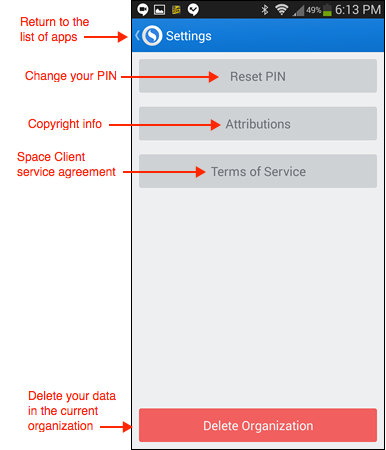 Return to the
list of apps
49% 6:13 PM
Settings
Change your PIN
Reset PIN
Copyright info
Attributions
Space Client
service agreement
Terms of Service
Delete your data
in the current
organization
Delete Organization